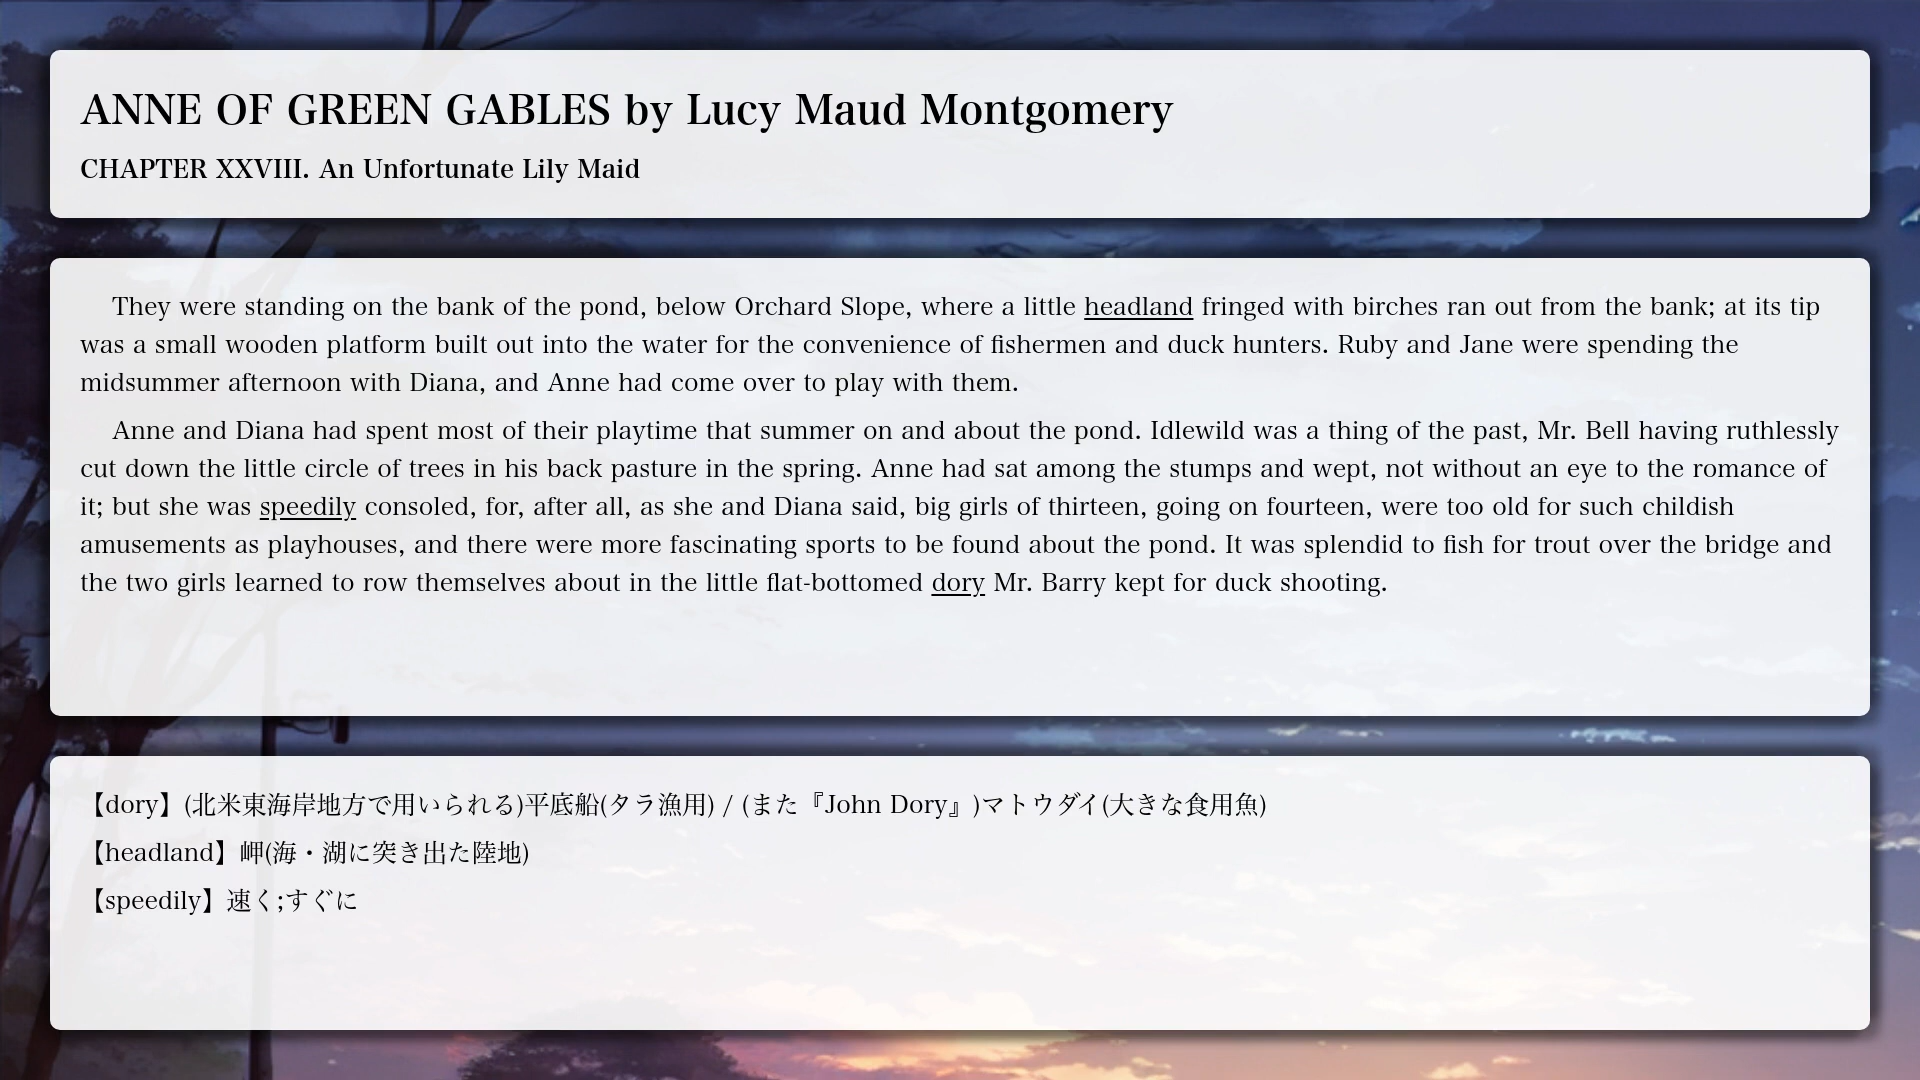 ANNE OF GREEN GABLES by Lucy Maud Montgomery
CHAPTER XXVIII. An Unfortunate Lily Maid
They were standing on the bank of the pond, below Orchard Slope, where a little headland fringed with birches ran out from the bank; at its tip
was a small wooden platform built out into the water for the convenience of fishermen and duck hunters. Ruby and Jane were spending the
midsummer afternoon with Diana, and Anne had come over to play with them.
Anne and Diana had spent most of their playtime that summer on and about the pond. Idlewild was a thing of the past, Mr. Bell having ruthlessly
cut down the little circle of trees in his back pasture in the spring. Anne had sat among the stumps and wept, not without an eye to the romance of
it; but she was speedily consoled, for, after all, as she and Diana said, big girls of thirteen, going on fourteen, were too old for such childish
amusements as playhouses, and there were more fascinating sports to be found about the pond. It was splendid to fish for trout over the bridge and
the two girls learned to row themselves about in the little flat-bottomed dory Mr. Barry kept for duck shooting.
【dory】(北米東海岸地方で用いられる)平底船(タラ漁用) / (また『John Dory』)マトウダイ(大きな食用魚)
【headland】岬(海・湖に突き出た陸地)
【speedily】速く;すぐに